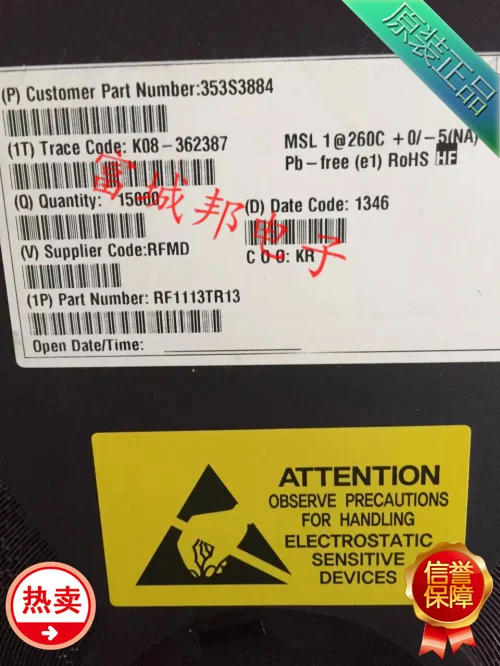 原装正品
(P) Customer Part Number:353S3884
(1T) Trace Code: K08-362387
MSL 1@260C +0/-5(NA)
Pb-free (e1) RoHS HF
富城邦电子
(Q) Quantity: 15000
(D) Date Code: 1346
(V) Supplier Code:RFMD
C O O: KR
(1P) Part Number: RF1113TR13
Open Date/Time:
ATTENTION
OBSERVE PRECAUTIONS
FOR HANDLING
ELECTROSTATIC
SENSITIVE
DEVICES
热卖
信誉
保障